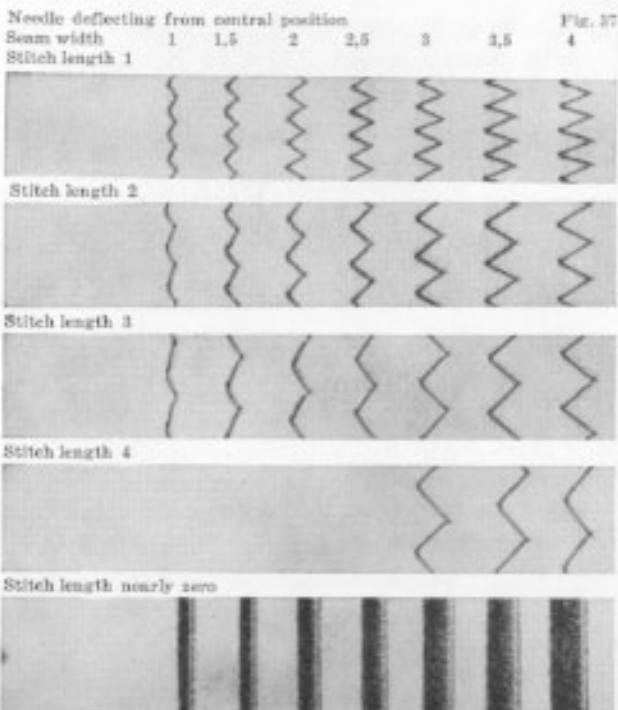 Needle deflecting from central position Fig. 37
Seam width 1 1,5 2 2,5 3 3,5 4
Stitch length 1
Stitch length 2
Stitch length 3
Stitch length 4
Stitch length nearly zero